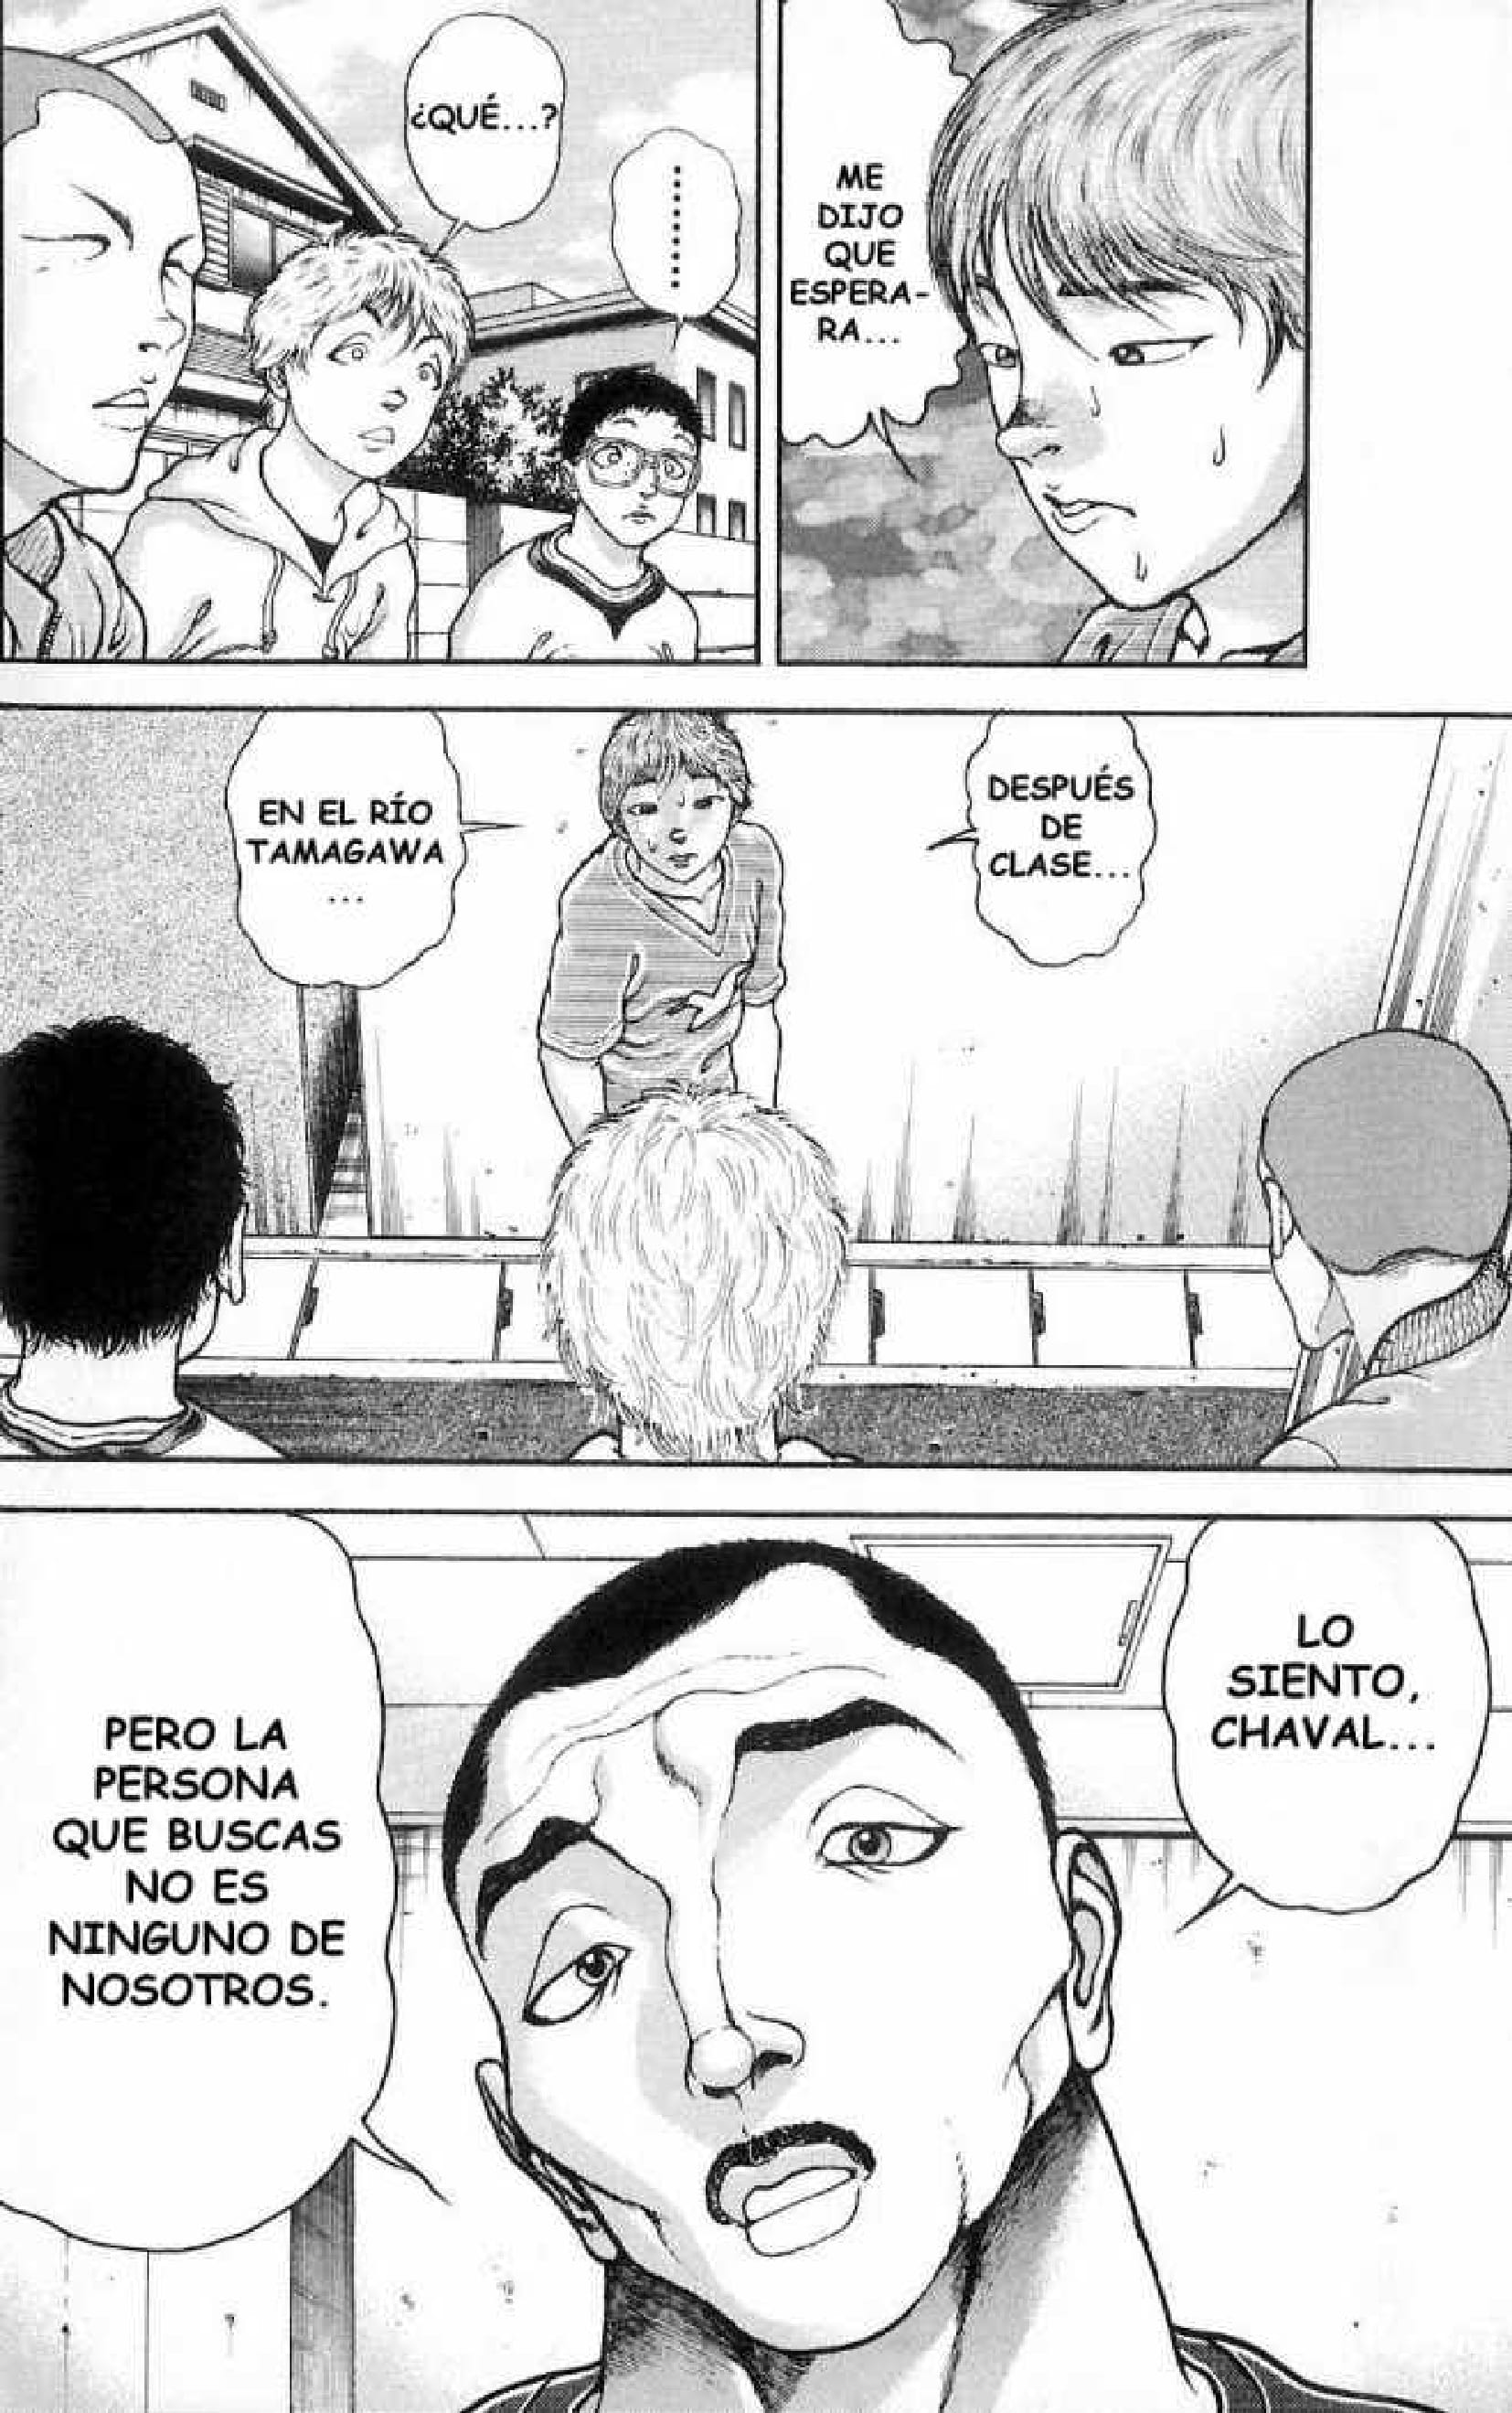 ME
DIJO
QUE
ESPERA-
RA...
¿QUÉ...?
.........
DESPUÉS
DE
CLASE...
EN EL RÍO
TAMAGAWA
...
LO
SIENTO,
CHAVAL...
PERO LA
PERSONA
QUE BUSCAS
NO ES
NINGUNO DE
NOSOTROS.